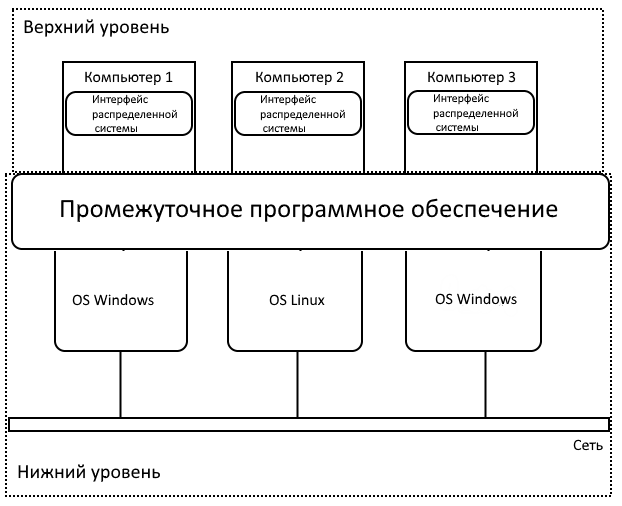 Верхний уровень
Компьютер 1
Интерфейс
распределенной
системы
Компьютер 2
Интерфейс
распределенной
системы
Компьютер 3
Интерфейс
распределенной
системы
Промежуточное программное обеспечение
OS Windows
OS Linux
OS Windows
Сеть
Нижний уровень